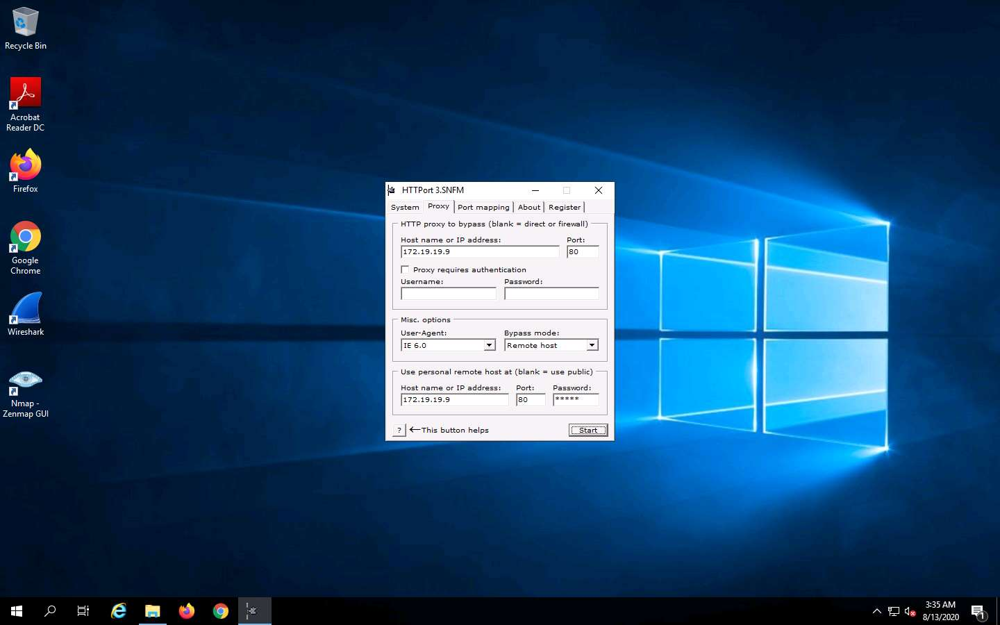 Recycle Bin
Acrobat
Reader DC
Firefox
Google
Chrome
Wireshark
Nmap -
Zenmap GUI
HTTPort 3.SNFM
System Proxy Port mapping About Register
HTTP proxy to bypass (blank = direct or firewall)
Host name or IP address: Port:
172.19.19.9 80
Proxy requires authentication
Username: Password:
Misc. options
User-Agent: Bypass mode:
IE 6.0 Remote host
Use personal remote host at (blank = use public)
Host name or IP address: Port: Password:
172.19.19.9 80 *****
? ←This button helps Start
3:35 AM
8/13/2020
1